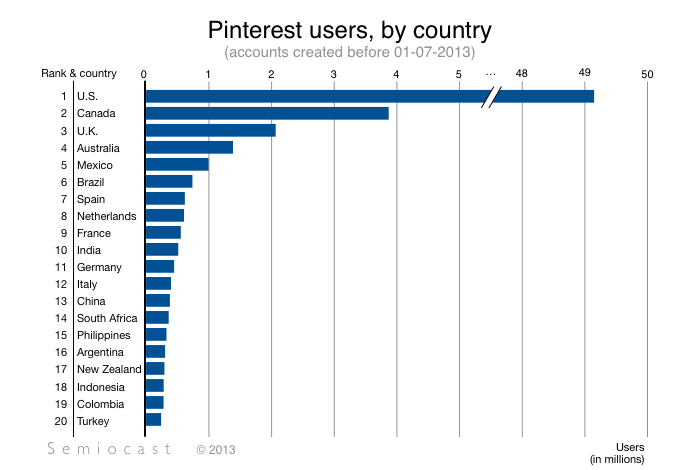 Pinterest users, by country
(accounts created before 01-07-2013)
Rank & country 0 1 2 3 4 5 ... 48 49 50
1 U.S.
2 Canada
3 U.K.
4 Australia
5 Mexico
6 Brazil
7 Spain
8 Netherlands
9 France
10 India
11 Germany
12 Italy
13 China
14 South Africa
15 Philippines
16 Argentina
17 New Zealand
18 Indonesia
19 Colombia
20 Turkey
Semiocast © 2013 Users
(in millions)